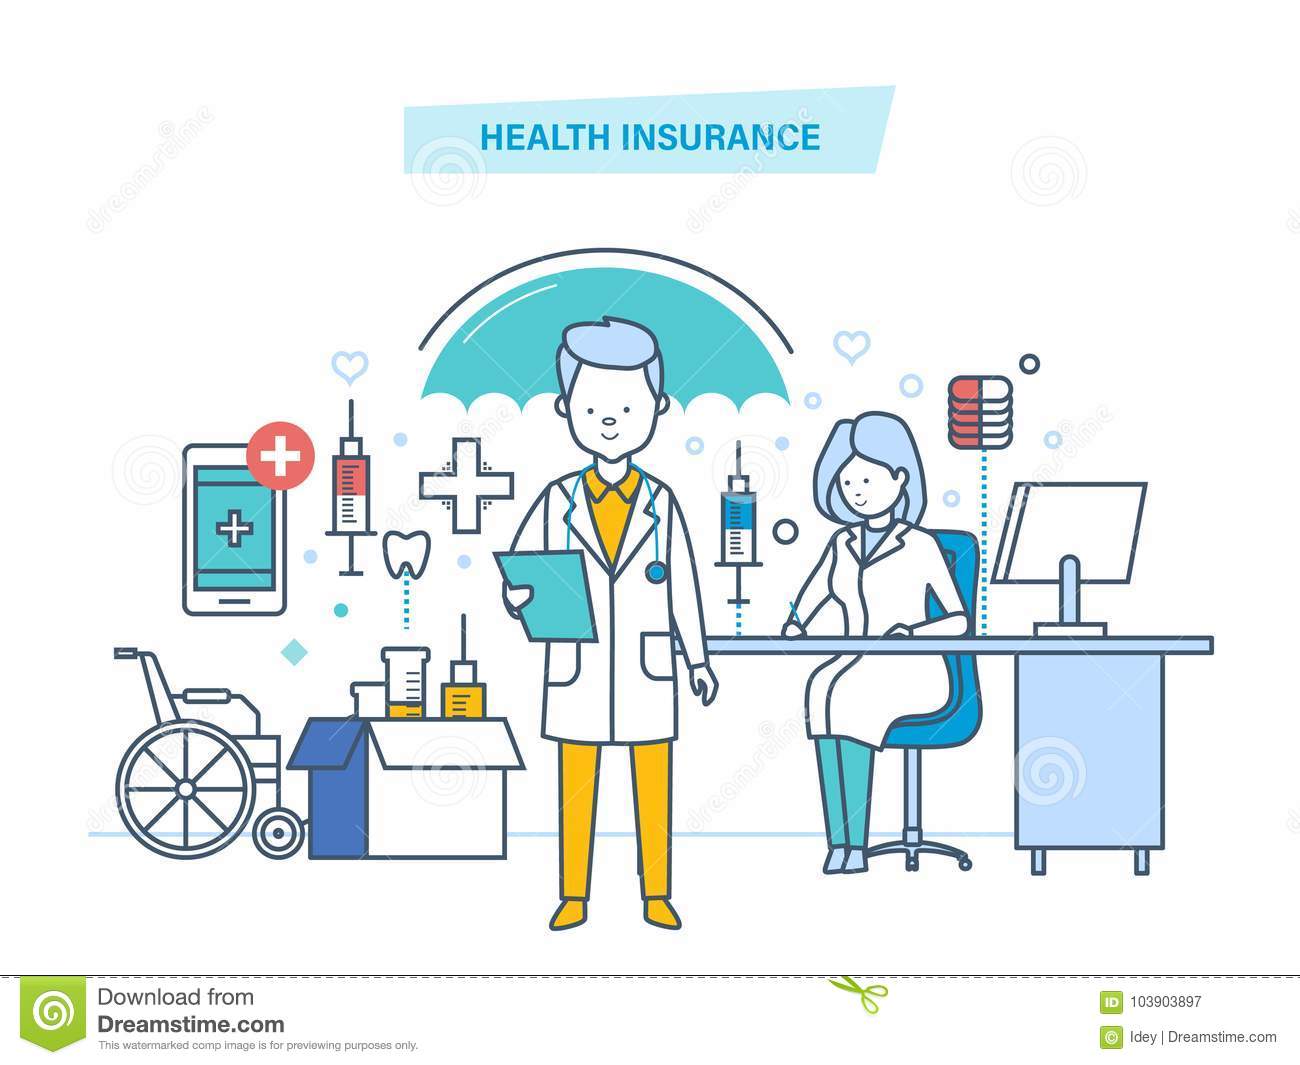 HEALTH INSURANCE
dreamstime
Download from
Dreamstime.com
This watermarked comp image is for previewing purposes only.
ID 103903897
© Idey | Dreamstime.com